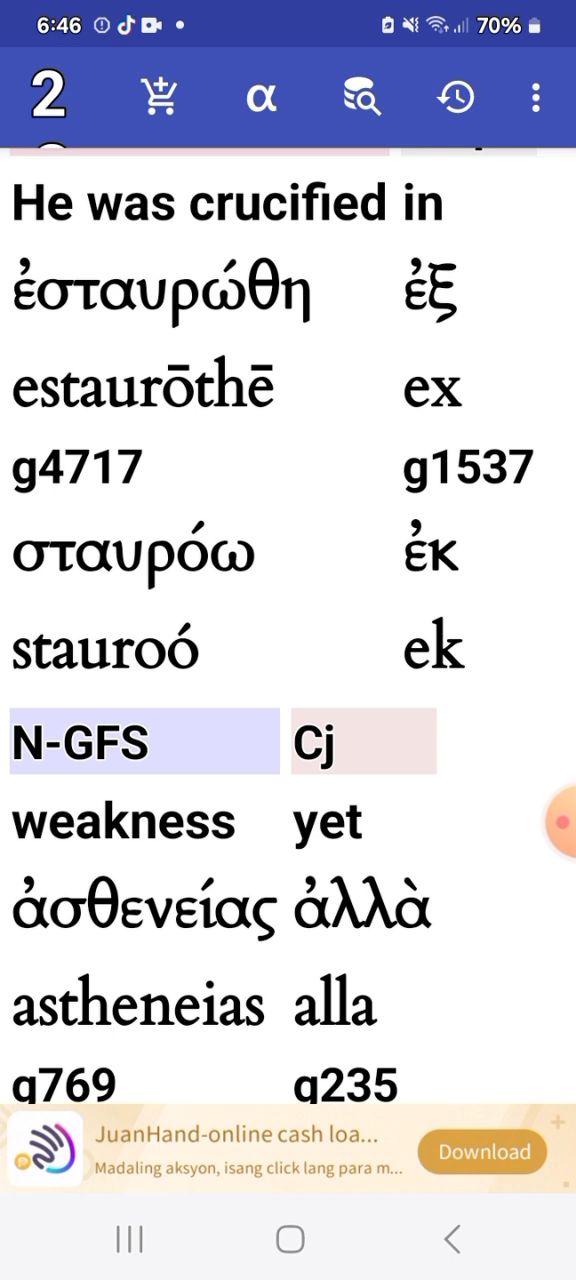 6:46 70%
2 α
He was crucified in
ἐσταυρώθη ἐξ
estaurōthē ex
g4717 g1537
σταυρόω ἐκ
stauroó ek
N-GFS Cj
weakness yet
ἀσθενείας ἀλλὰ
astheneias alla
g769 g235
JuanHand-online cash loa...
Madaling aksyon, isang click lang para m...
Download